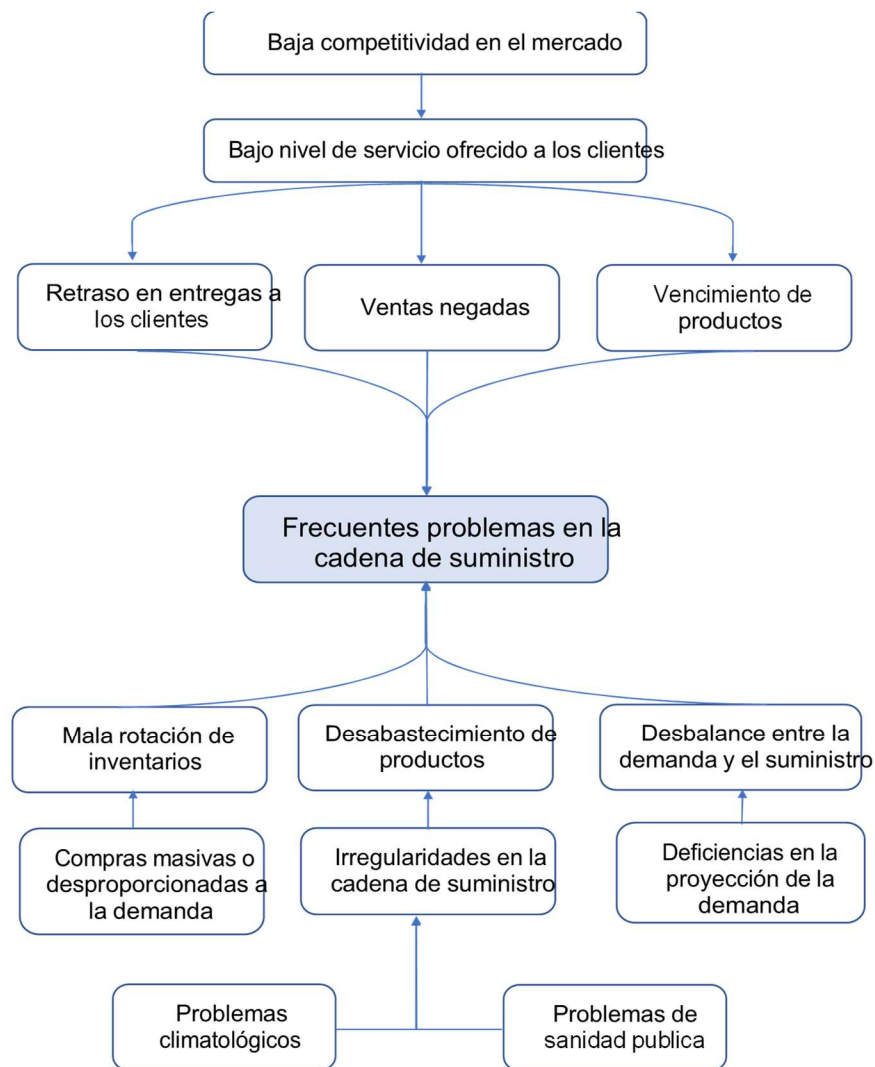 Baja competitividad en el mercado
Bajo nivel de servicio ofrecido a los clientes
Retraso en entregas a
los clientes
Ventas negadas
Vencimiento de
productos
Frecuentes problemas en la
cadena de suministro
Mala rotación de
inventarios
Desabastecimiento de
productos
Desbalance entre la
demanda y el suministro
Compras masivas o
desproporcionadas a
la demanda
Irregularidades en la
cadena de suministro
Deficiencias en la
proyección de la
demanda
Problemas
climatológicos
Problemas de
sanidad publica